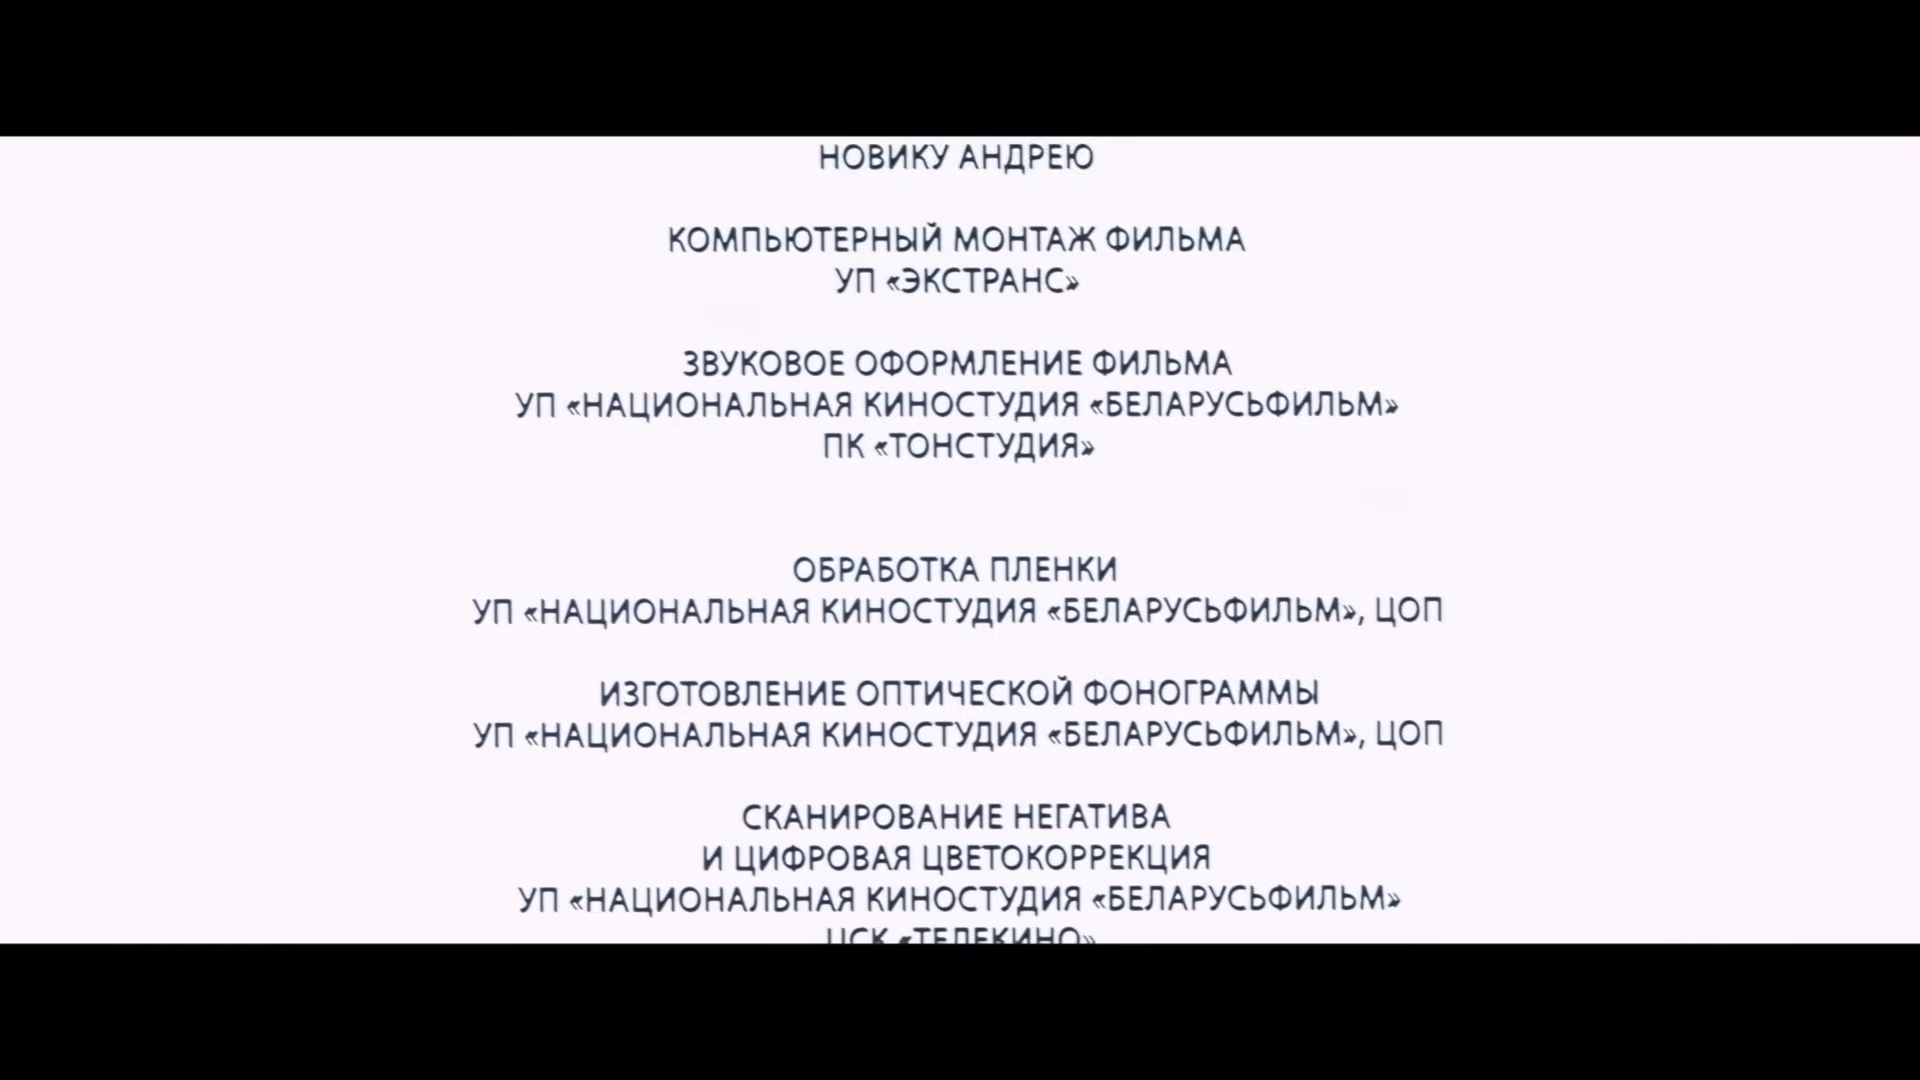 НОВИКУ АНДРЕЮ
КОМПЬЮТЕРНЫЙ МОНТАЖ ФИЛЬМА
УП «ЭКСТРАНС»
ЗВУКОВОЕ ОФОРМЛЕНИЕ ФИЛЬМА
УП «НАЦИОНАЛЬНАЯ КИНОСТУДИЯ «БЕЛАРУСЬФИЛЬМ»
ПК «ТОНСТУДИЯ»
ОБРАБОТКА ПЛЕНКИ
УП «НАЦИОНАЛЬНАЯ КИНОСТУДИЯ «БЕЛАРУСЬФИЛЬМ», ЦОП
ИЗГОТОВЛЕНИЕ ОПТИЧЕСКОЙ ФОНОГРАММЫ
УП «НАЦИОНАЛЬНАЯ КИНОСТУДИЯ «БЕЛАРУСЬФИЛЬМ», ЦОП
СКАНИРОВАНИЕ НЕГАТИВА
И ЦИФРОВАЯ ЦВЕТОКОРРЕКЦИЯ
УП «НАЦИОНАЛЬНАЯ КИНОСТУДИЯ «БЕЛАРУСЬФИЛЬМ»
ЦСК «ТЕЛЕКИНО»